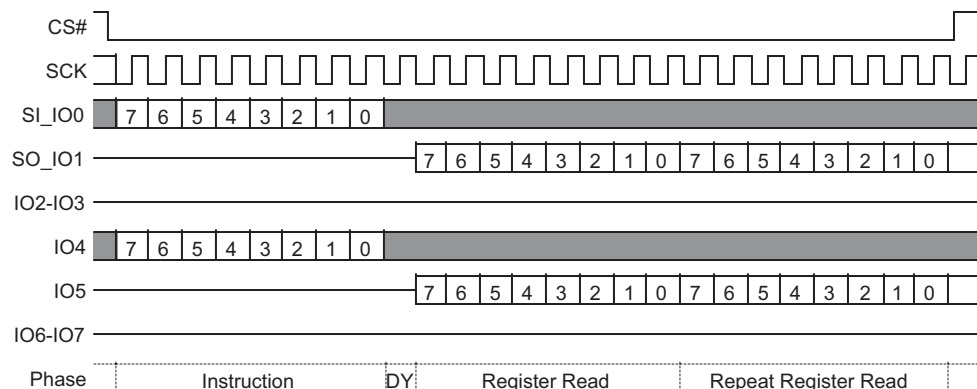 CS#
SCK
SI_IO0 7 6 5 4 3 2 1 0
SO_IO1 7 6 5 4 3 2 1 0 7 6 5 4 3 2 1 0
IO2-IO3
IO4 7 6 5 4 3 2 1 0
IO5 7 6 5 4 3 2 1 0 7 6 5 4 3 2 1 0
IO6-IO7
Phase Instruction DY Register Read Repeat Register Read